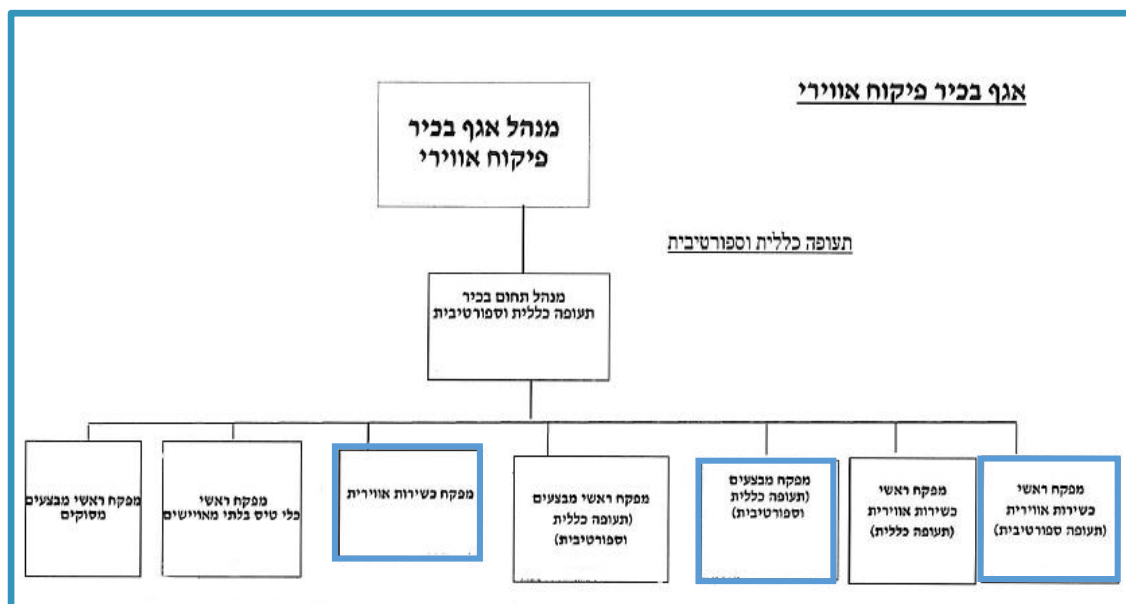 אגף בכיר פיקוח אווירי
מנהל אגף בכיר
פיקוח אווירי
תעופה כללית וספורטיבית
מנהל תחום בכיר
תעופה כללית וספורטיבית
מפקח ראשי
כשירות אווירית
(תעופה ספורטיבית)
מפקח ראשי
כשירות אווירית
(תעופה כללית)
מפקח מבצעים
(תעופה כללית
וספורטיבית)
מפקח ראשי מבצעים
(תעופה כללית
וספורטיבית)
מפקח כשירות אווירית
מפקח ראשי
כלי טיס בלתי מאויישים
מפקח ראשי מבצעים
מסוקים